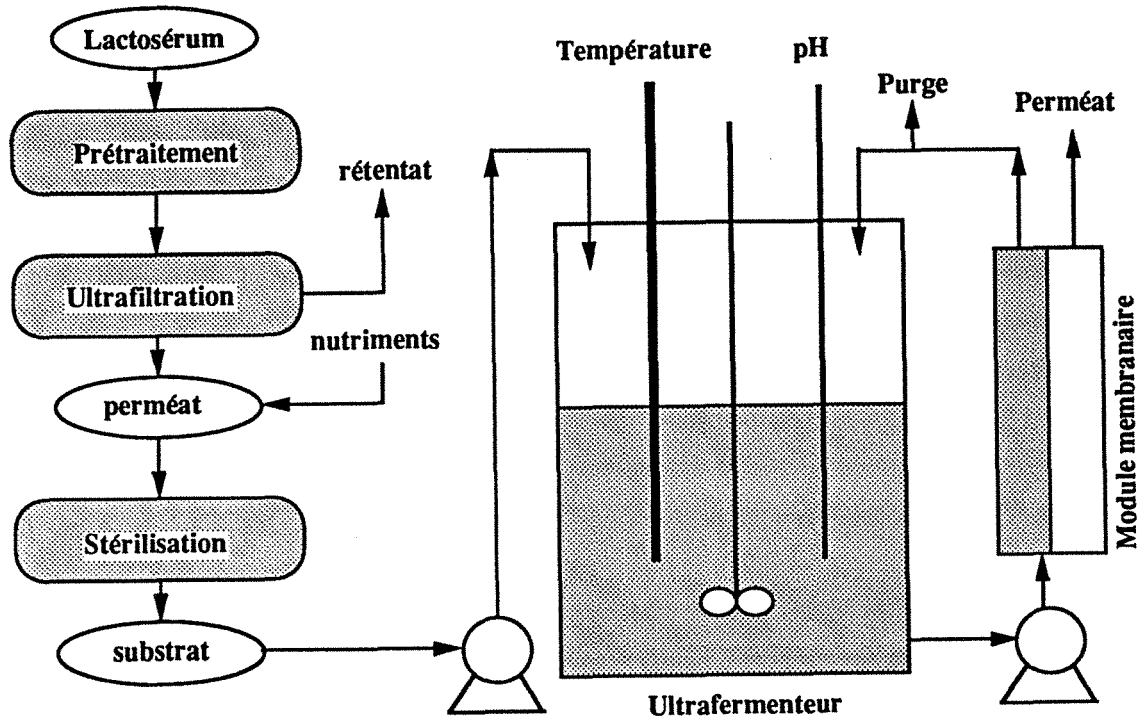 Lactosérum
Prétraitement
rétentat
Ultrafiltration
nutriments
perméat
Stérilisation
substrat
Température
pH
Purge
Perméat
Module membranaire
Ultrafermenteur